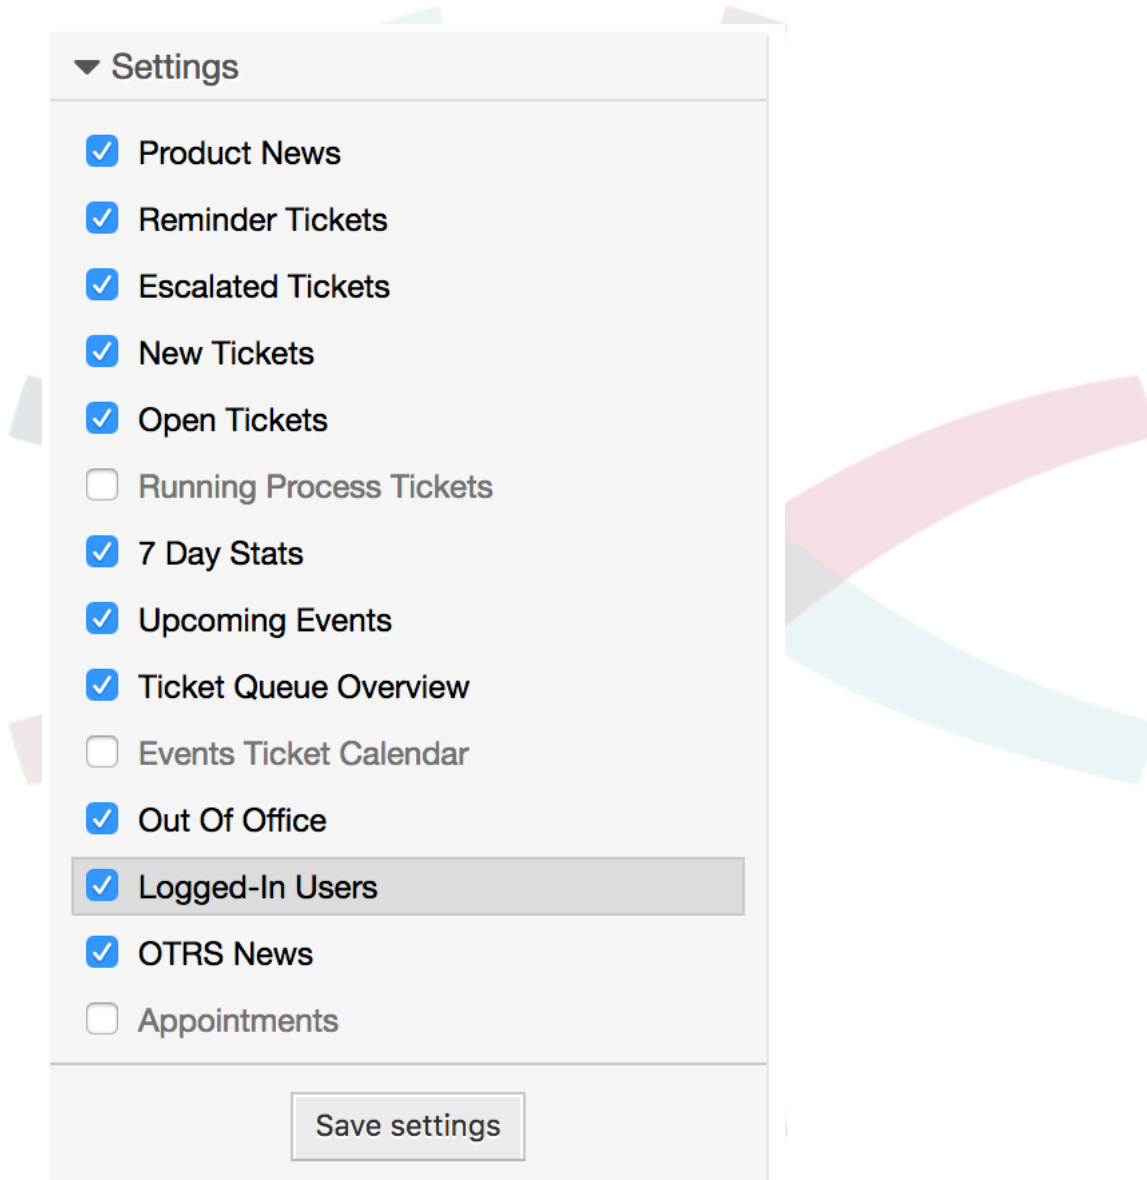 Settings
Product News
Reminder Tickets
Escalated Tickets
New Tickets
Open Tickets
Running Process Tickets
7 Day Stats
Upcoming Events
Ticket Queue Overview
Events Ticket Calendar
Out Of Office
Logged-In Users
OTRS News
Appointments
Save settings